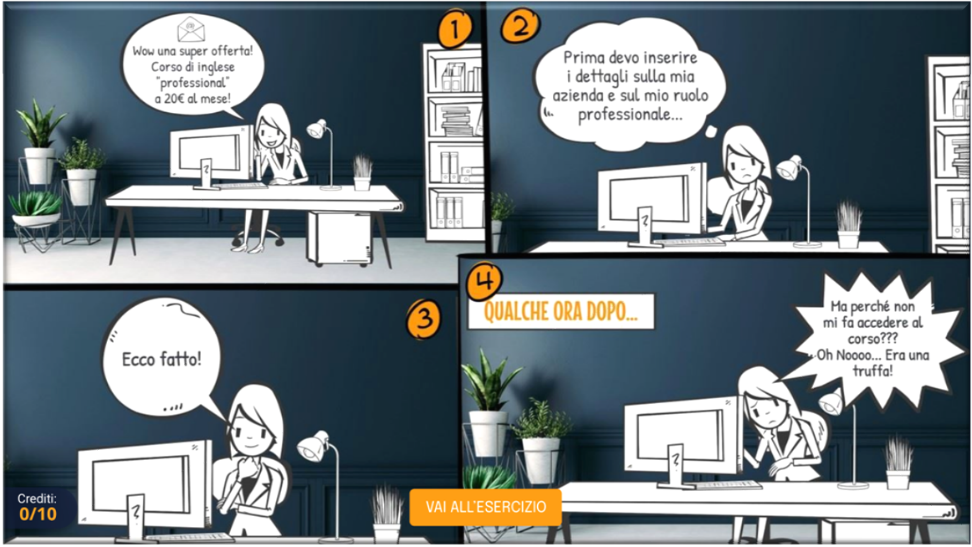 1
Wow una super offerta!
Corso di inglese
"professional"
a 20€ al mese!
2
Prima devo inserire
i dettagli sulla mia
azienda e sul mio ruolo
professionale...
3
Ecco fatto!
4
QUALCHE ORA DOPO...
Ma perché non
mi fa accedere al
corso???
Oh Noooo... Era una
truffa!
Crediti:
0/10
VAI ALL'ESERCIZIO